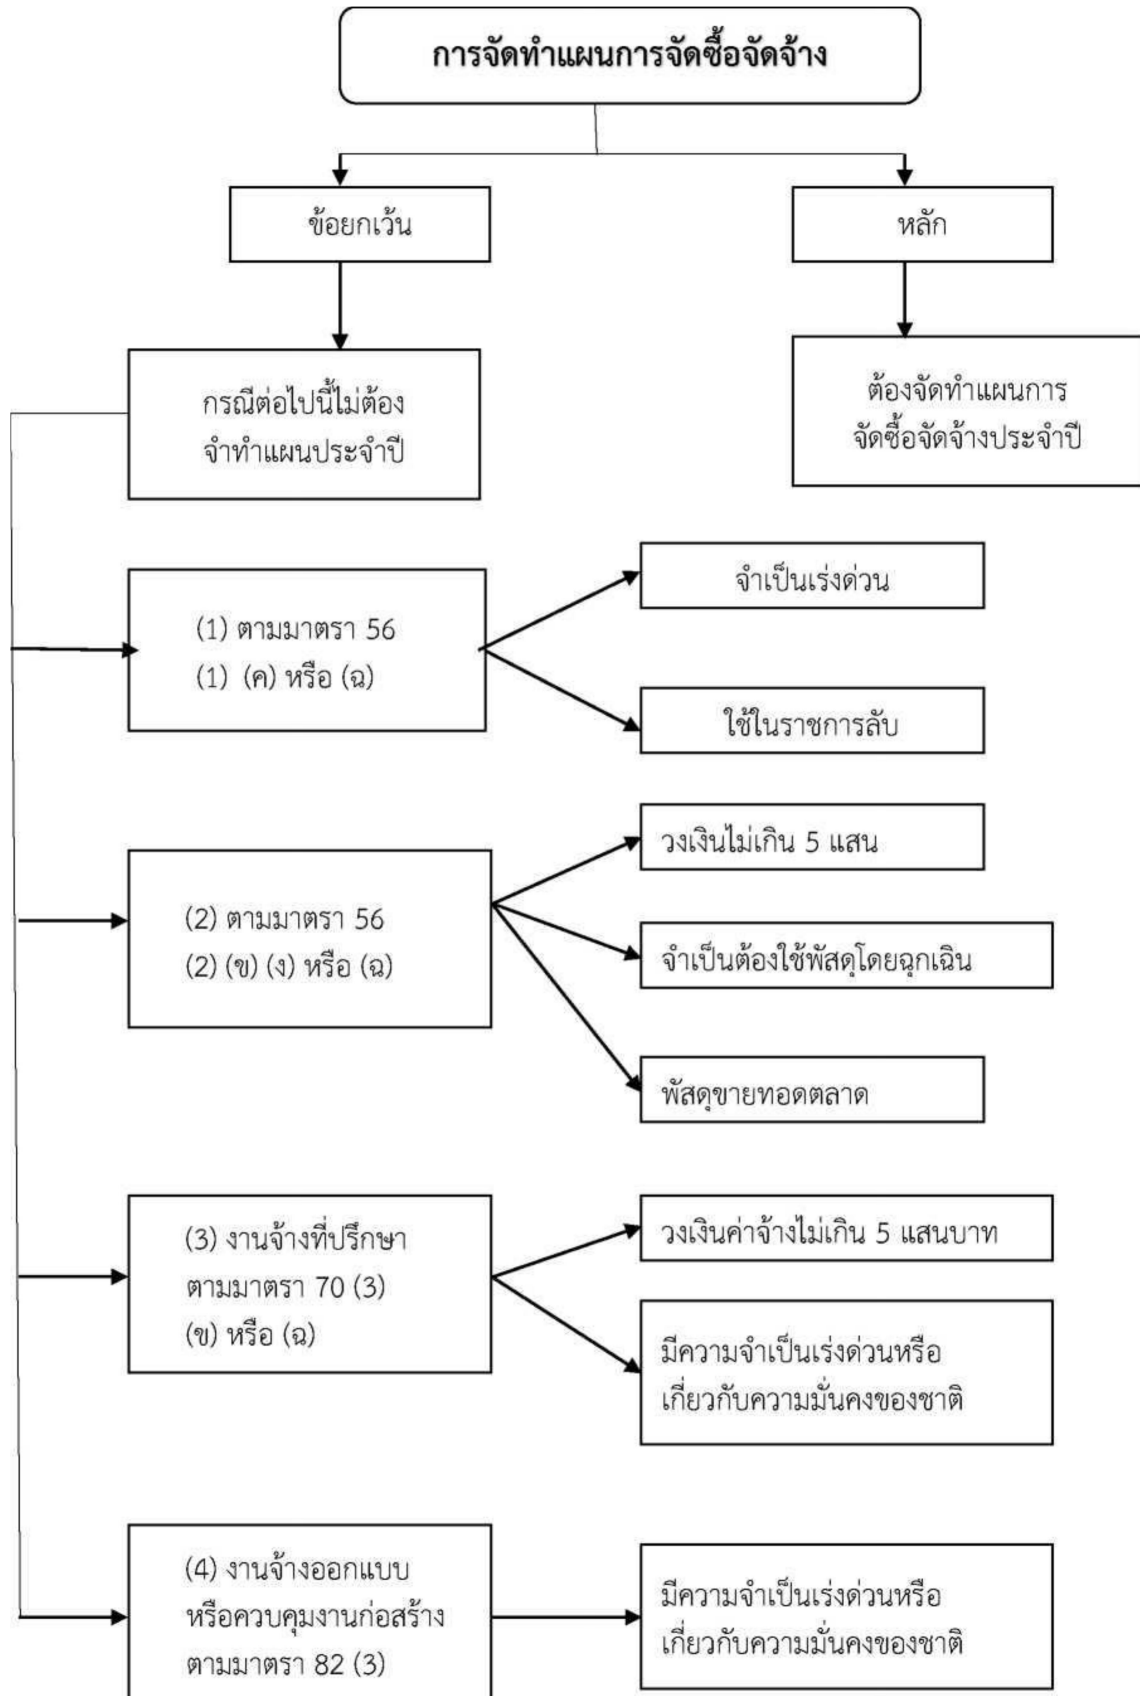 การจัดทำแผนการจัดซื้อจัดจ้าง
ข้อยกเว้น
หลัก
กรณีต่อไปนี้ไม่ต้อง
จำทำแผนประจำปี
ต้องจัดทำแผนการ
จัดซื้อจัดจ้างประจำปี
(1) ตามมาตรา 56
(1) (ค) หรือ (ฉ)
จำเป็นเร่งด่วน
ใช้ในราชการลับ
(2) ตามมาตรา 56
(2) (ข) (ง) หรือ (ฉ)
วงเงินไม่เกิน 5 แสน
จำเป็นต้องใช้พัสดุโดยฉุกเฉิน
พัสดุขายทอดตลาด
(3) งานจ้างที่ปรึกษา
ตามมาตรา 70 (3)
(ข) หรือ (ฉ)
วงเงินค่าจ้างไม่เกิน 5 แสนบาท
มีความจำเป็นเร่งด่วนหรือ
เกี่ยวกับความมั่นคงของชาติ
(4) งานจ้างออกแบบ
หรือควบคุมงานก่อสร้าง
ตามมาตรา 82 (3)
มีความจำเป็นเร่งด่วนหรือ
เกี่ยวกับความมั่นคงของชาติ